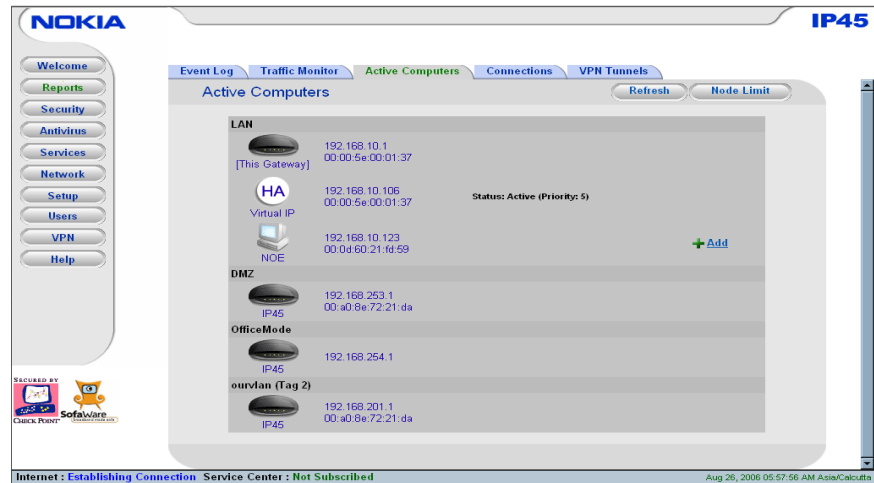 NOKIA
IP45
Welcome
Reports
Security
Antivirus
Services
Network
Setup
Users
VPN
Help
Event Log Traffic Monitor Active Computers Connections VPN Tunnels
Active Computers
Refresh Node Limit
LAN
192.168.10.1
00:00:5e:00:01:37
[This Gateway]
HA
192.168.10.106
00:00:5e:00:01:37
Status: Active (Priority: 5)
Virtual IP
192.168.10.123
00:0d:60:21:fd:59
Add
NOE
DMZ
192.168.253.1
00:a0:8e:72:21:da
IP45
OfficeMode
192.168.254.1
IP45
ourvlan (Tag 2)
192.168.201.1
00:a0:8e:72:21:da
IP45
SECURED BY
CHECK POINT
SofaWare
Internet : Establishing Connection Service Center : Not Subscribed
Aug 26, 2006 05:57:56 AM Asia/Calcutta